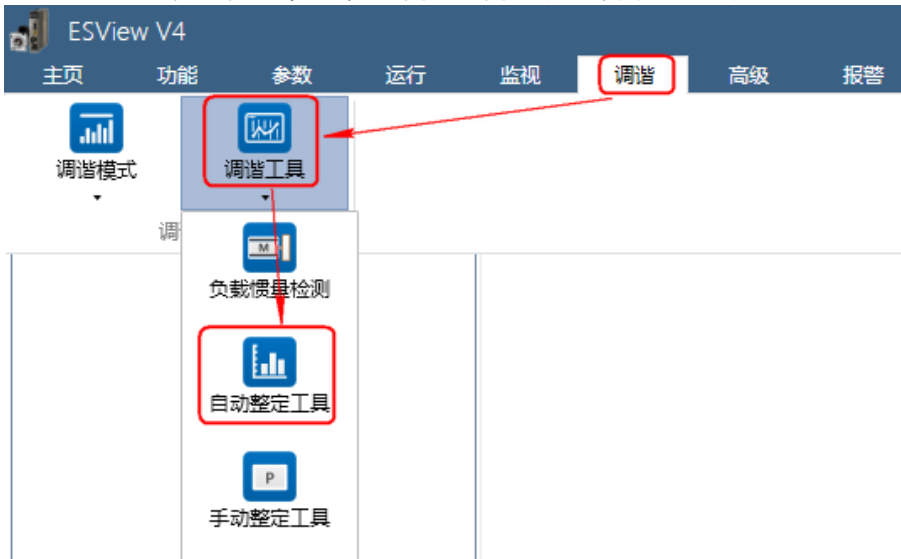 ESView V4
主页 功能 参数 运行 监视 调谐 高级 报警
调谐模式 调谐工具
调
M
负载惯量检测
自动整定工具
P
手动整定工具